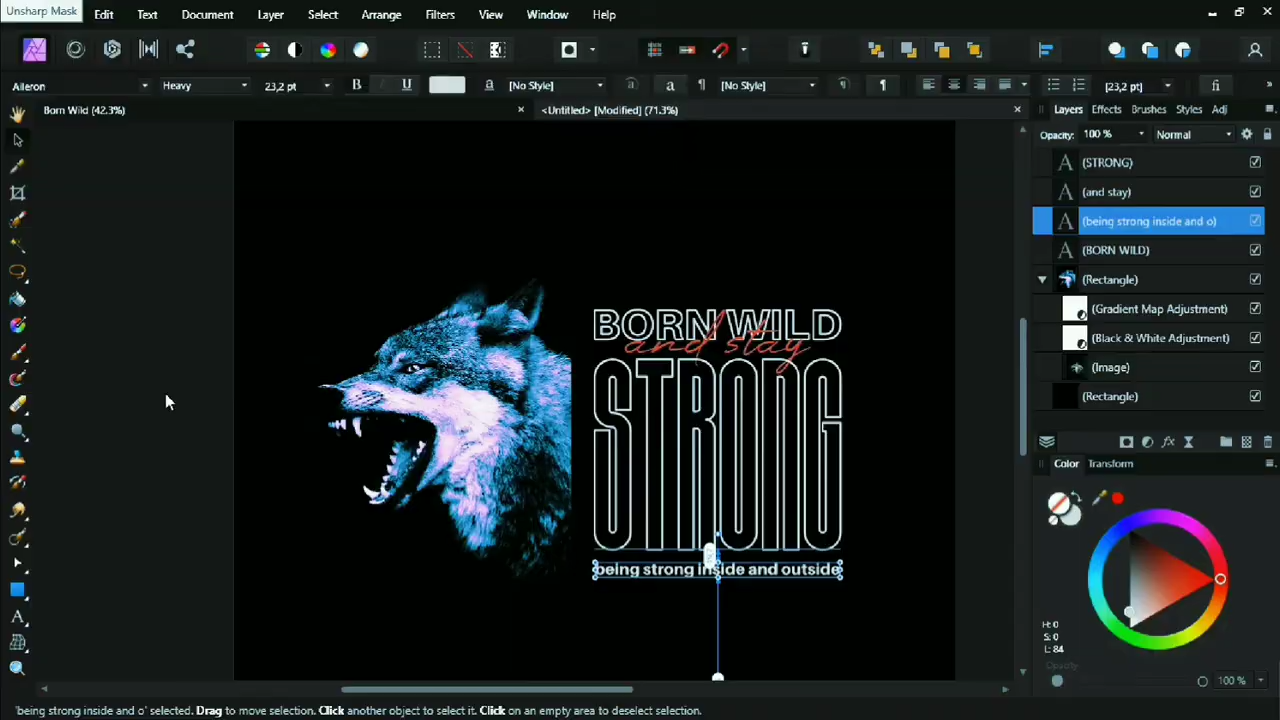 Unsharp Mask
Edit Text Document Layer Select Arrange Filters View Window Help
Aileron Heavy 23,2 pt B U a [No Style] a a ¶ [No Style] ¶ ¶ [23,2 pt] fi »
Born Wild (42.3%) × <Untitled> [Modified] (71.3%) ×
Layers Effects Brushes Styles Adj
Opacity: 100 % Normal
A (STRONG)
A (and stay)
A (being strong inside and o)
A (BORN WILD)
(Rectangle)
(Gradient Map Adjustment)
(Black & White Adjustment)
(Image)
(Rectangle)
fx
Color Transform
H: 0
S: 0
L: 84
Opacity
100 %
BORN WILD
and stay
STRONG
being strong inside and outside
A
'being strong inside and o' selected. Drag to move selection. Click another object to select it. Click on an empty area to deselect selection.